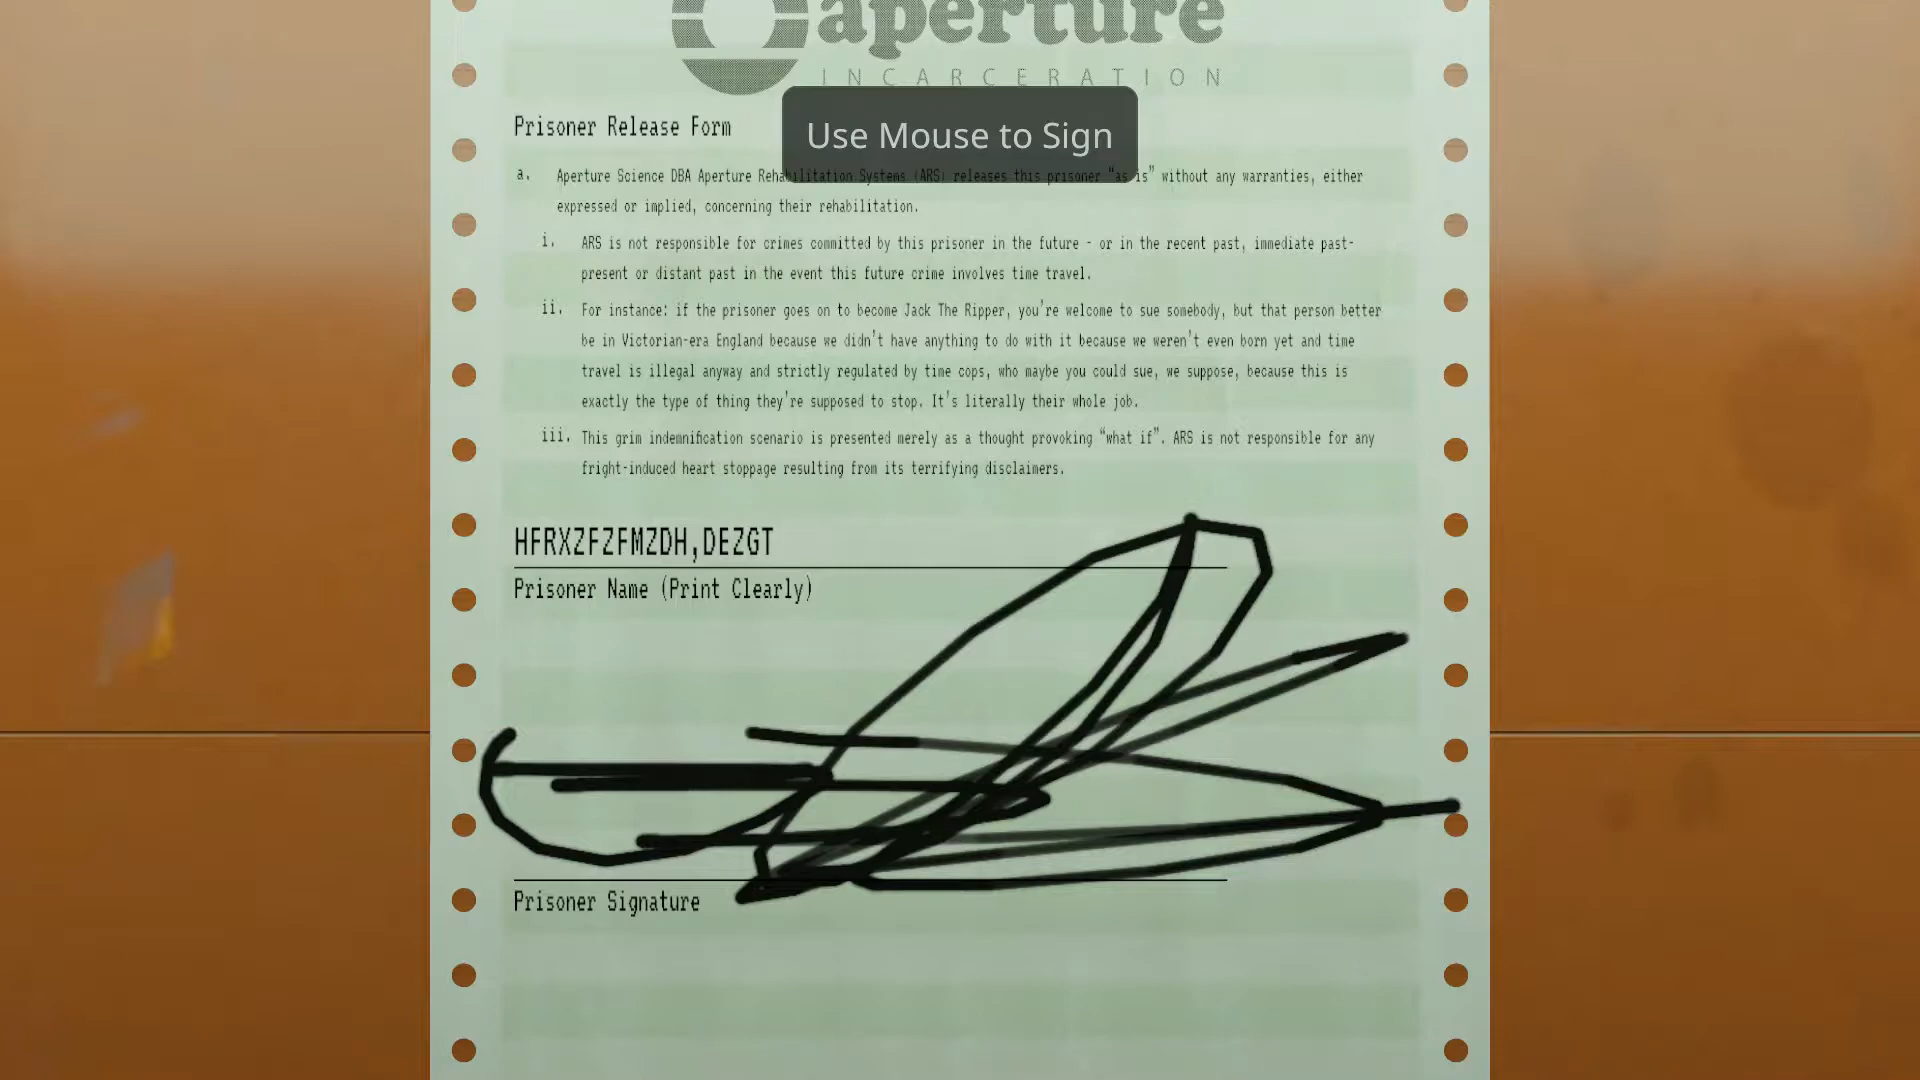 aperture
INCARCERATION
Use Mouse to Sign
Prisoner Release Form
a. Aperture Science DBA Aperture Rehabilitation Systems (ARS) releases this prisoner "as is" without any warranties, either
expressed or implied, concerning their rehabilitation.
i. ARS is not responsible for crimes committed by this prisoner in the future - or in the recent past, immediate past-
present or distant past in the event this future crime involves time travel.
ii. For instance: if the prisoner goes on to become Jack The Ripper, you're welcome to sue somebody, but that person better
be in Victorian-era England because we didn't have anything to do with it because we weren't even born yet and time
travel is illegal anyway and strictly regulated by time cops, who maybe you could sue, we suppose, because this is
exactly the type of thing they're supposed to stop. It's literally their whole job.
iii. This grim indemnification scenario is presented merely as a thought provoking "what if". ARS is not responsible for any
fright-induced heart stoppage resulting from its terrifying disclaimers.
HFRXZFZFMZDH,DEZGT
Prisoner Name (Print Clearly)
Prisoner Signature